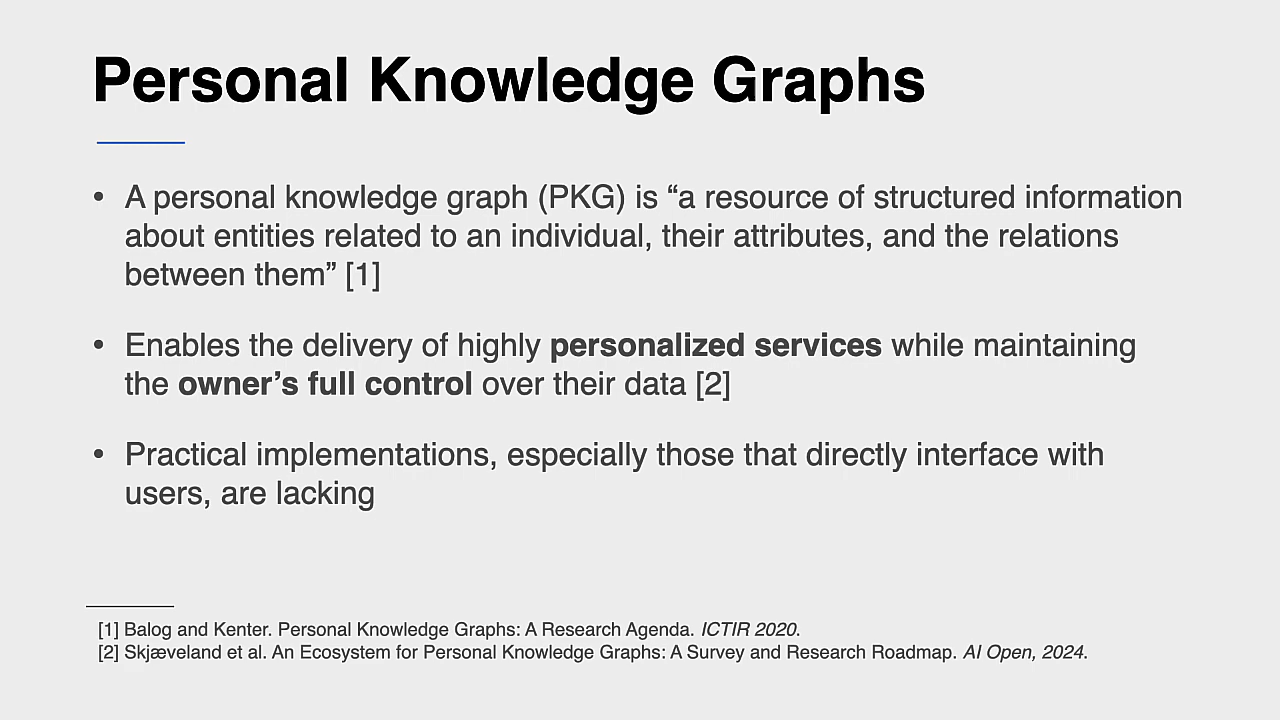 Personal Knowledge Graphs
• A personal knowledge graph (PKG) is “a resource of structured information
about entities related to an individual, their attributes, and the relations
between them” [1]
• Enables the delivery of highly personalized services while maintaining
the owner’s full control over their data [2]
• Practical implementations, especially those that directly interface with
users, are lacking
[1] Balog and Kenter. Personal Knowledge Graphs: A Research Agenda. ICTIR 2020.
[2] Skjæveland et al. An Ecosystem for Personal Knowledge Graphs: A Survey and Research Roadmap. AI Open, 2024.